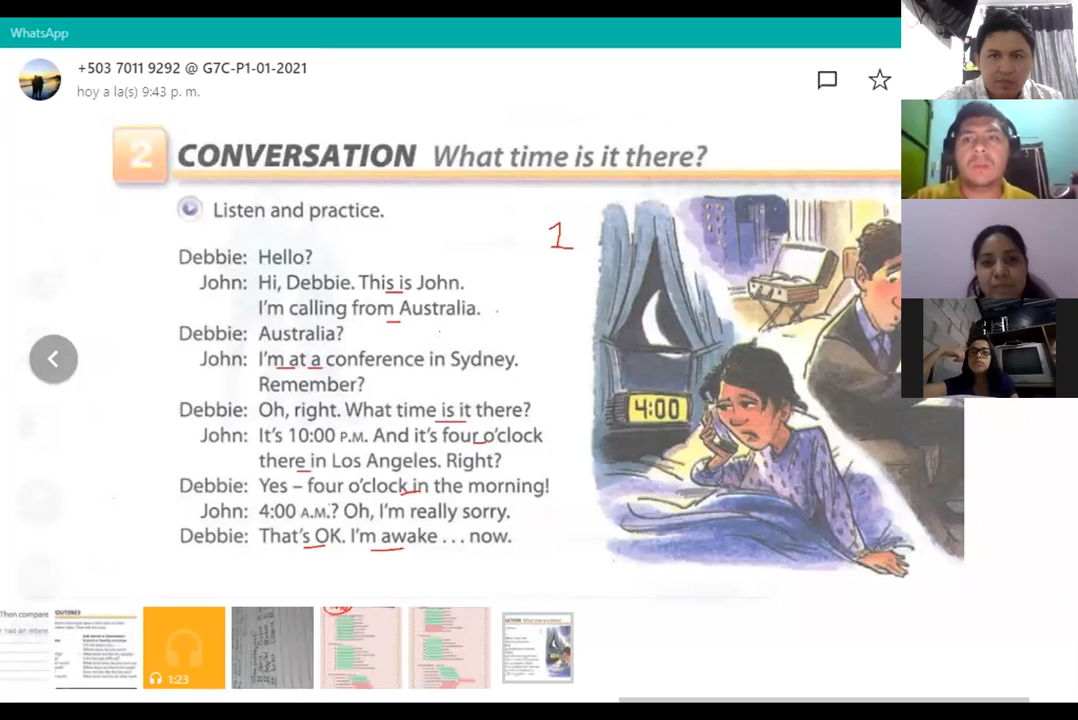 WhatsApp
+503 7011 9292 @ G7C-P1-01-2021
hoy a la(s) 9:43 p. m.
2 CONVERSATION What time is it there?
Listen and practice.
1
Debbie: Hello?
John: Hi, Debbie. This is John.
I'm calling from Australia.
Debbie: Australia?
John: I'm at a conference in Sydney.
Remember?
Debbie: Oh, right. What time is it there?
John: It's 10:00 P.M. And it's four o'clock
there in Los Angeles. Right?
Debbie: Yes – four o'clock in the morning!
John: 4:00 A.M.? Oh, I'm really sorry.
Debbie: That's OK. I'm awake . . . now.
4:00
Then compare
1:23